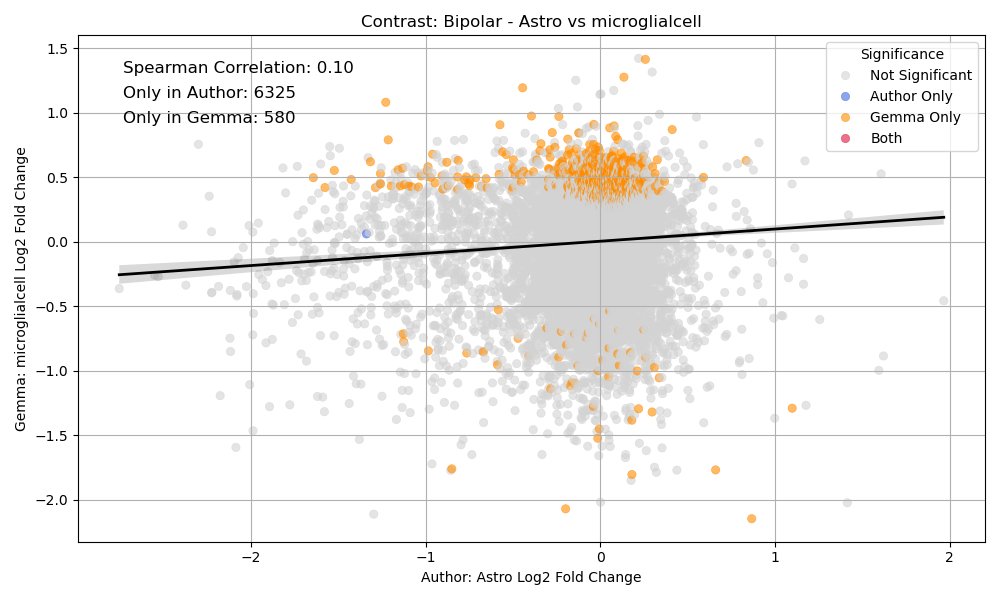 Contrast: Bipolar - Astro vs microglialcell
Spearman Correlation: 0.10
Only in Author: 6325
Only in Gemma: 580
Significance
Not Significant
Author Only
Gemma Only
Both
1.5
1.0
0.5
0.0
−0.5
−1.0
−1.5
−2.0
Gemma: microglialcell Log2 Fold Change
−2
−1
0
1
2
Author: Astro Log2 Fold Change